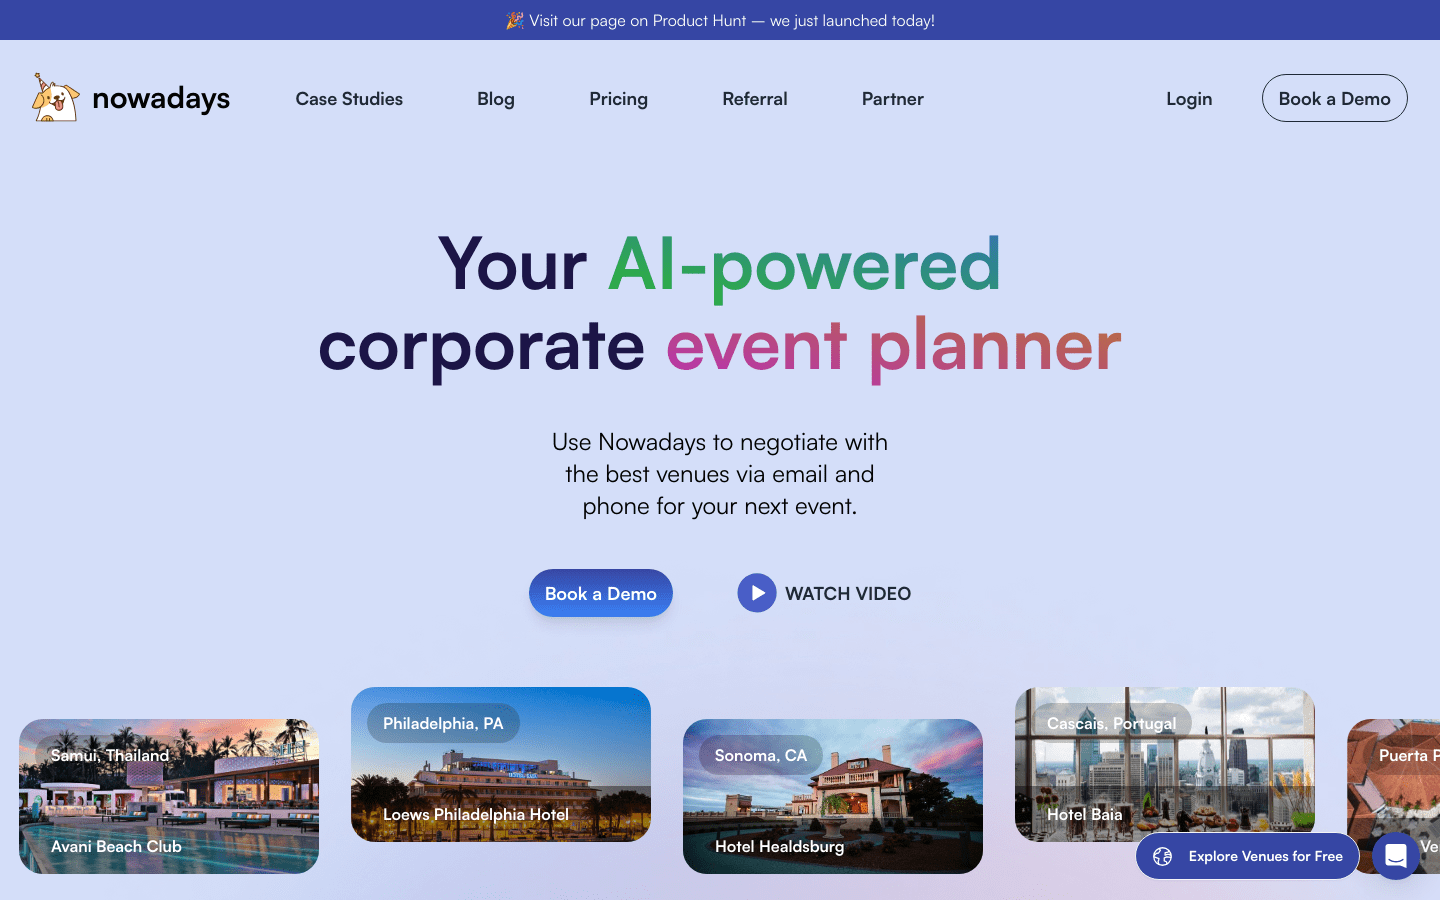 🎉 Visit our page on Product Hunt — we just launched today!
nowadays
Case Studies
Blog
Pricing
Referral
Partner
Login
Book a Demo
Your AI-powered
corporate event planner
Use Nowadays to negotiate with
the best venues via email and
phone for your next event.
Book a Demo
WATCH VIDEO
Samui, Thailand
Avani Beach Club
Philadelphia, PA
Loews Philadelphia Hotel
Sonoma, CA
Hotel Healdsburg
Cascais, Portugal
Hotel Baia
Puerta P
Ve
Explore Venues for Free